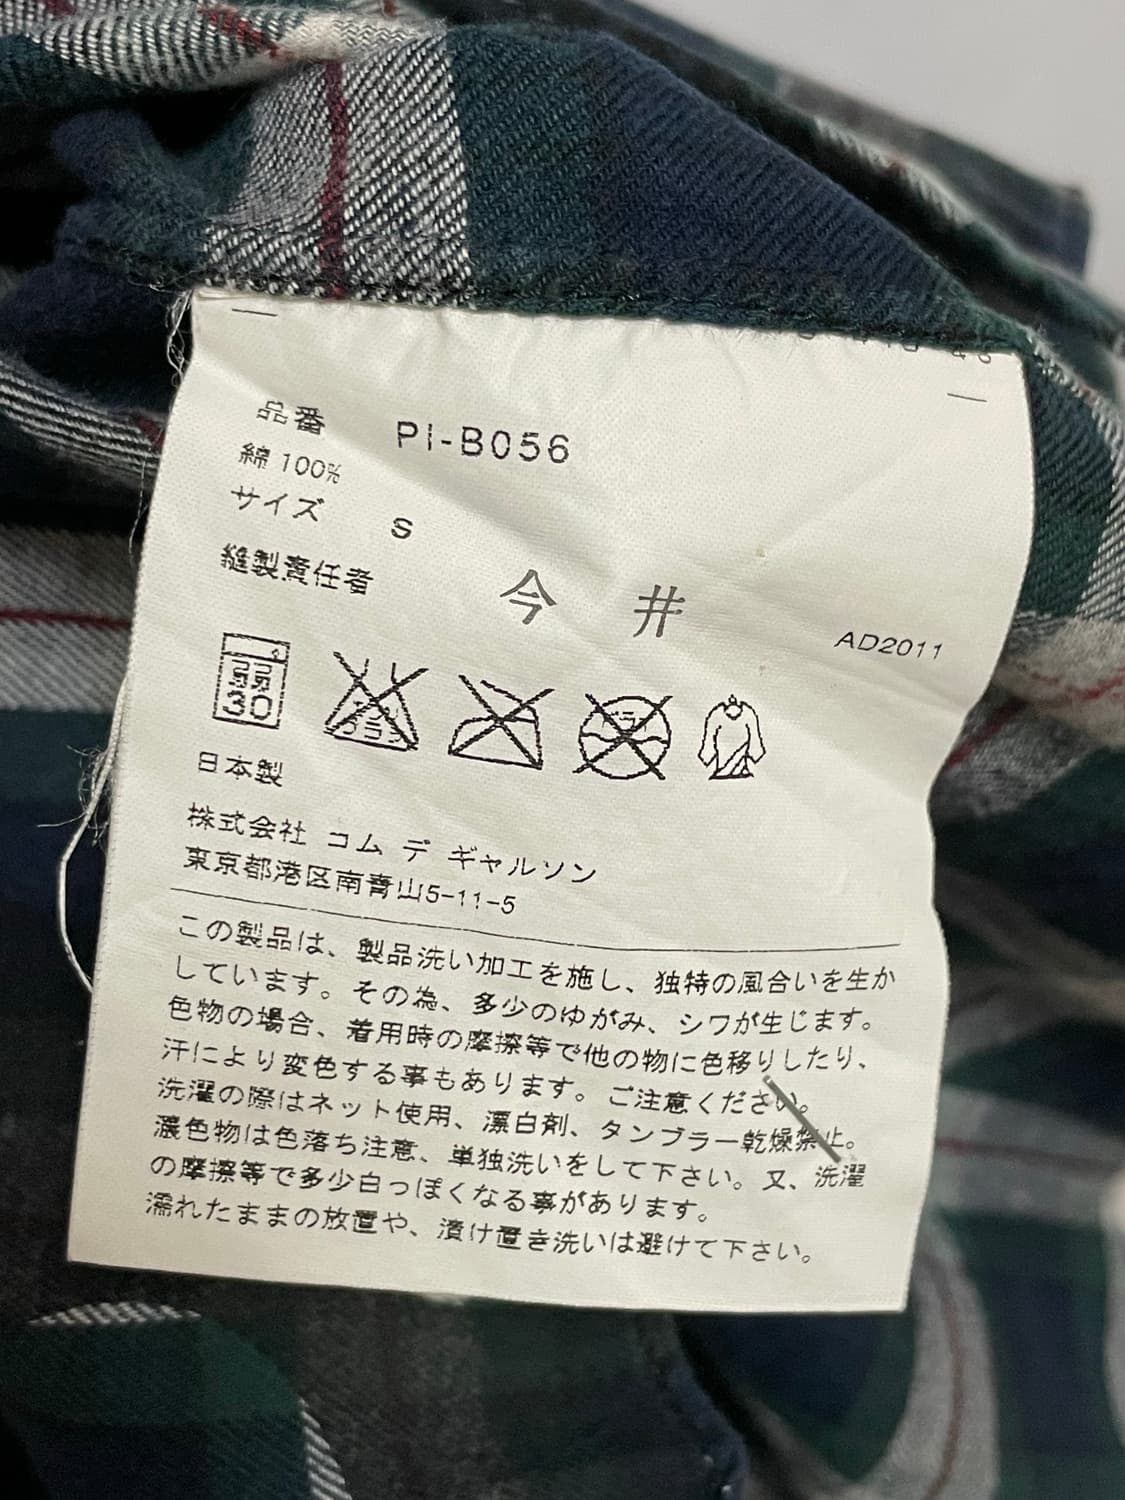 品番 PI-B056
綿 100%
サイズ S
縫製責任者 今 井
AD2011
弱 30
エンソサラシ
日本製
株式会社 コム デ ギャルソン
東京都港区南青山5-11-5
この製品は、製品洗い加工を施し、独特の風合いを生か
しています。その為、多少のゆがみ、シワが生じます。
色物の場合、着用時の摩擦等で他の物に色移りしたり、
汗により変色する事もあります。ご注意ください。
洗濯の際はネット使用、漂白剤、タンブラー乾燥禁止。
濃色物は色落ち注意、単独洗いをして下さい。又、洗濯
の摩擦等で多少白っぽくなる事があります。
濡れたままの放置や、漬け置き洗いは避けて下さい。